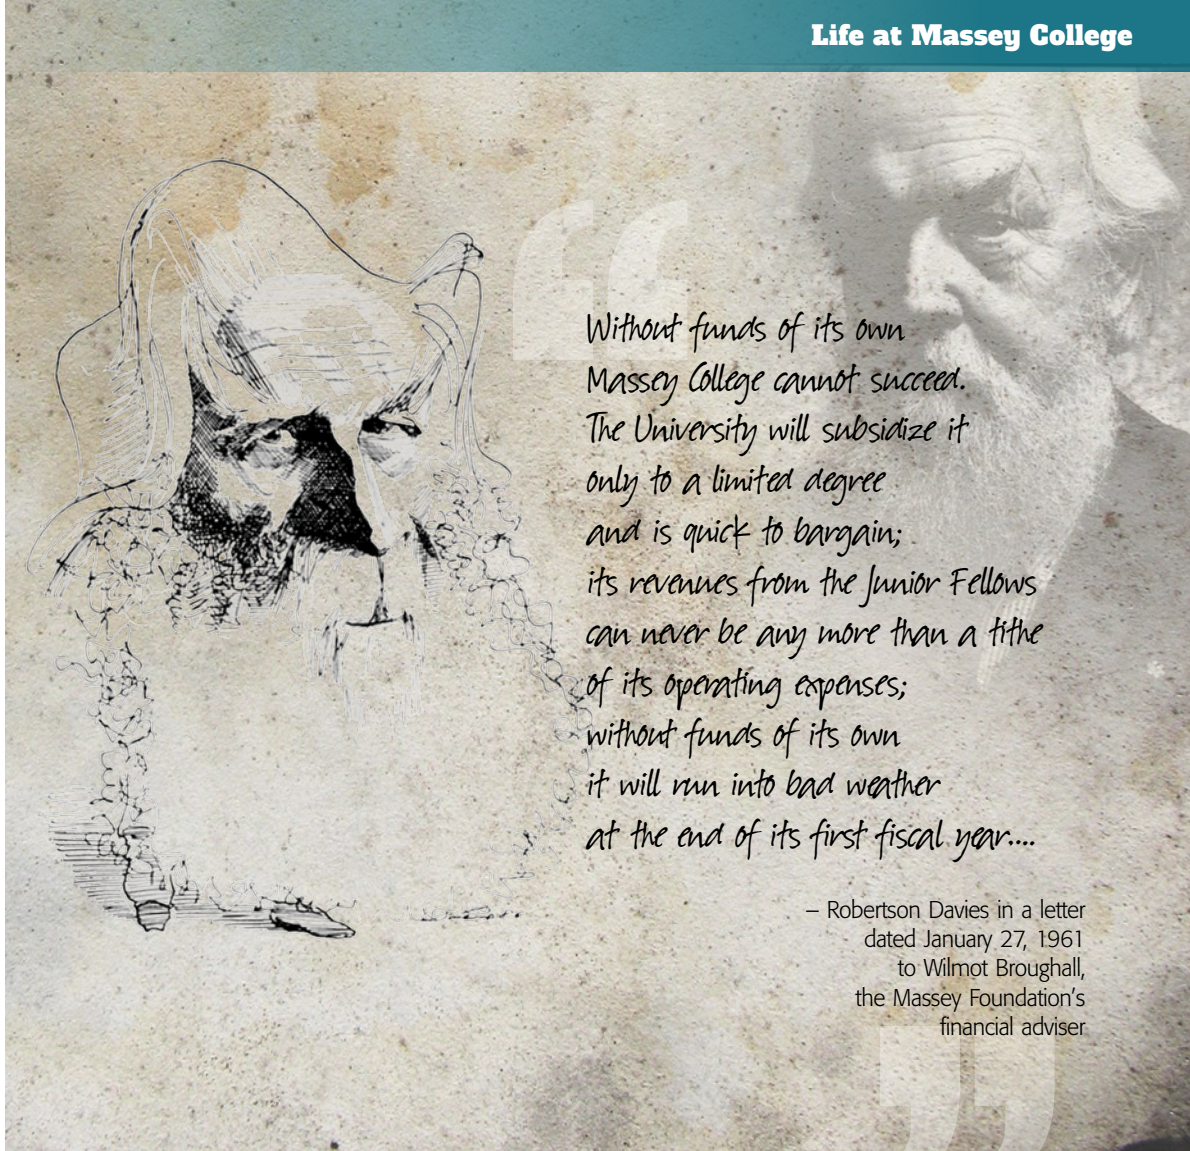 Life at Massey College
Without funds of its own
Massey College cannot succeed.
The University will subsidize it
only to a limited degree
and is quick to bargain;
its revenues from the Junior Fellows
can never be any more than a tithe
of its operating expenses;
without funds of its own
it will run into bad weather
at the end of its first fiscal year....
– Robertson Davies in a letter
dated January 27, 1961
to Wilmot Broughall,
the Massey Foundation's
financial adviser